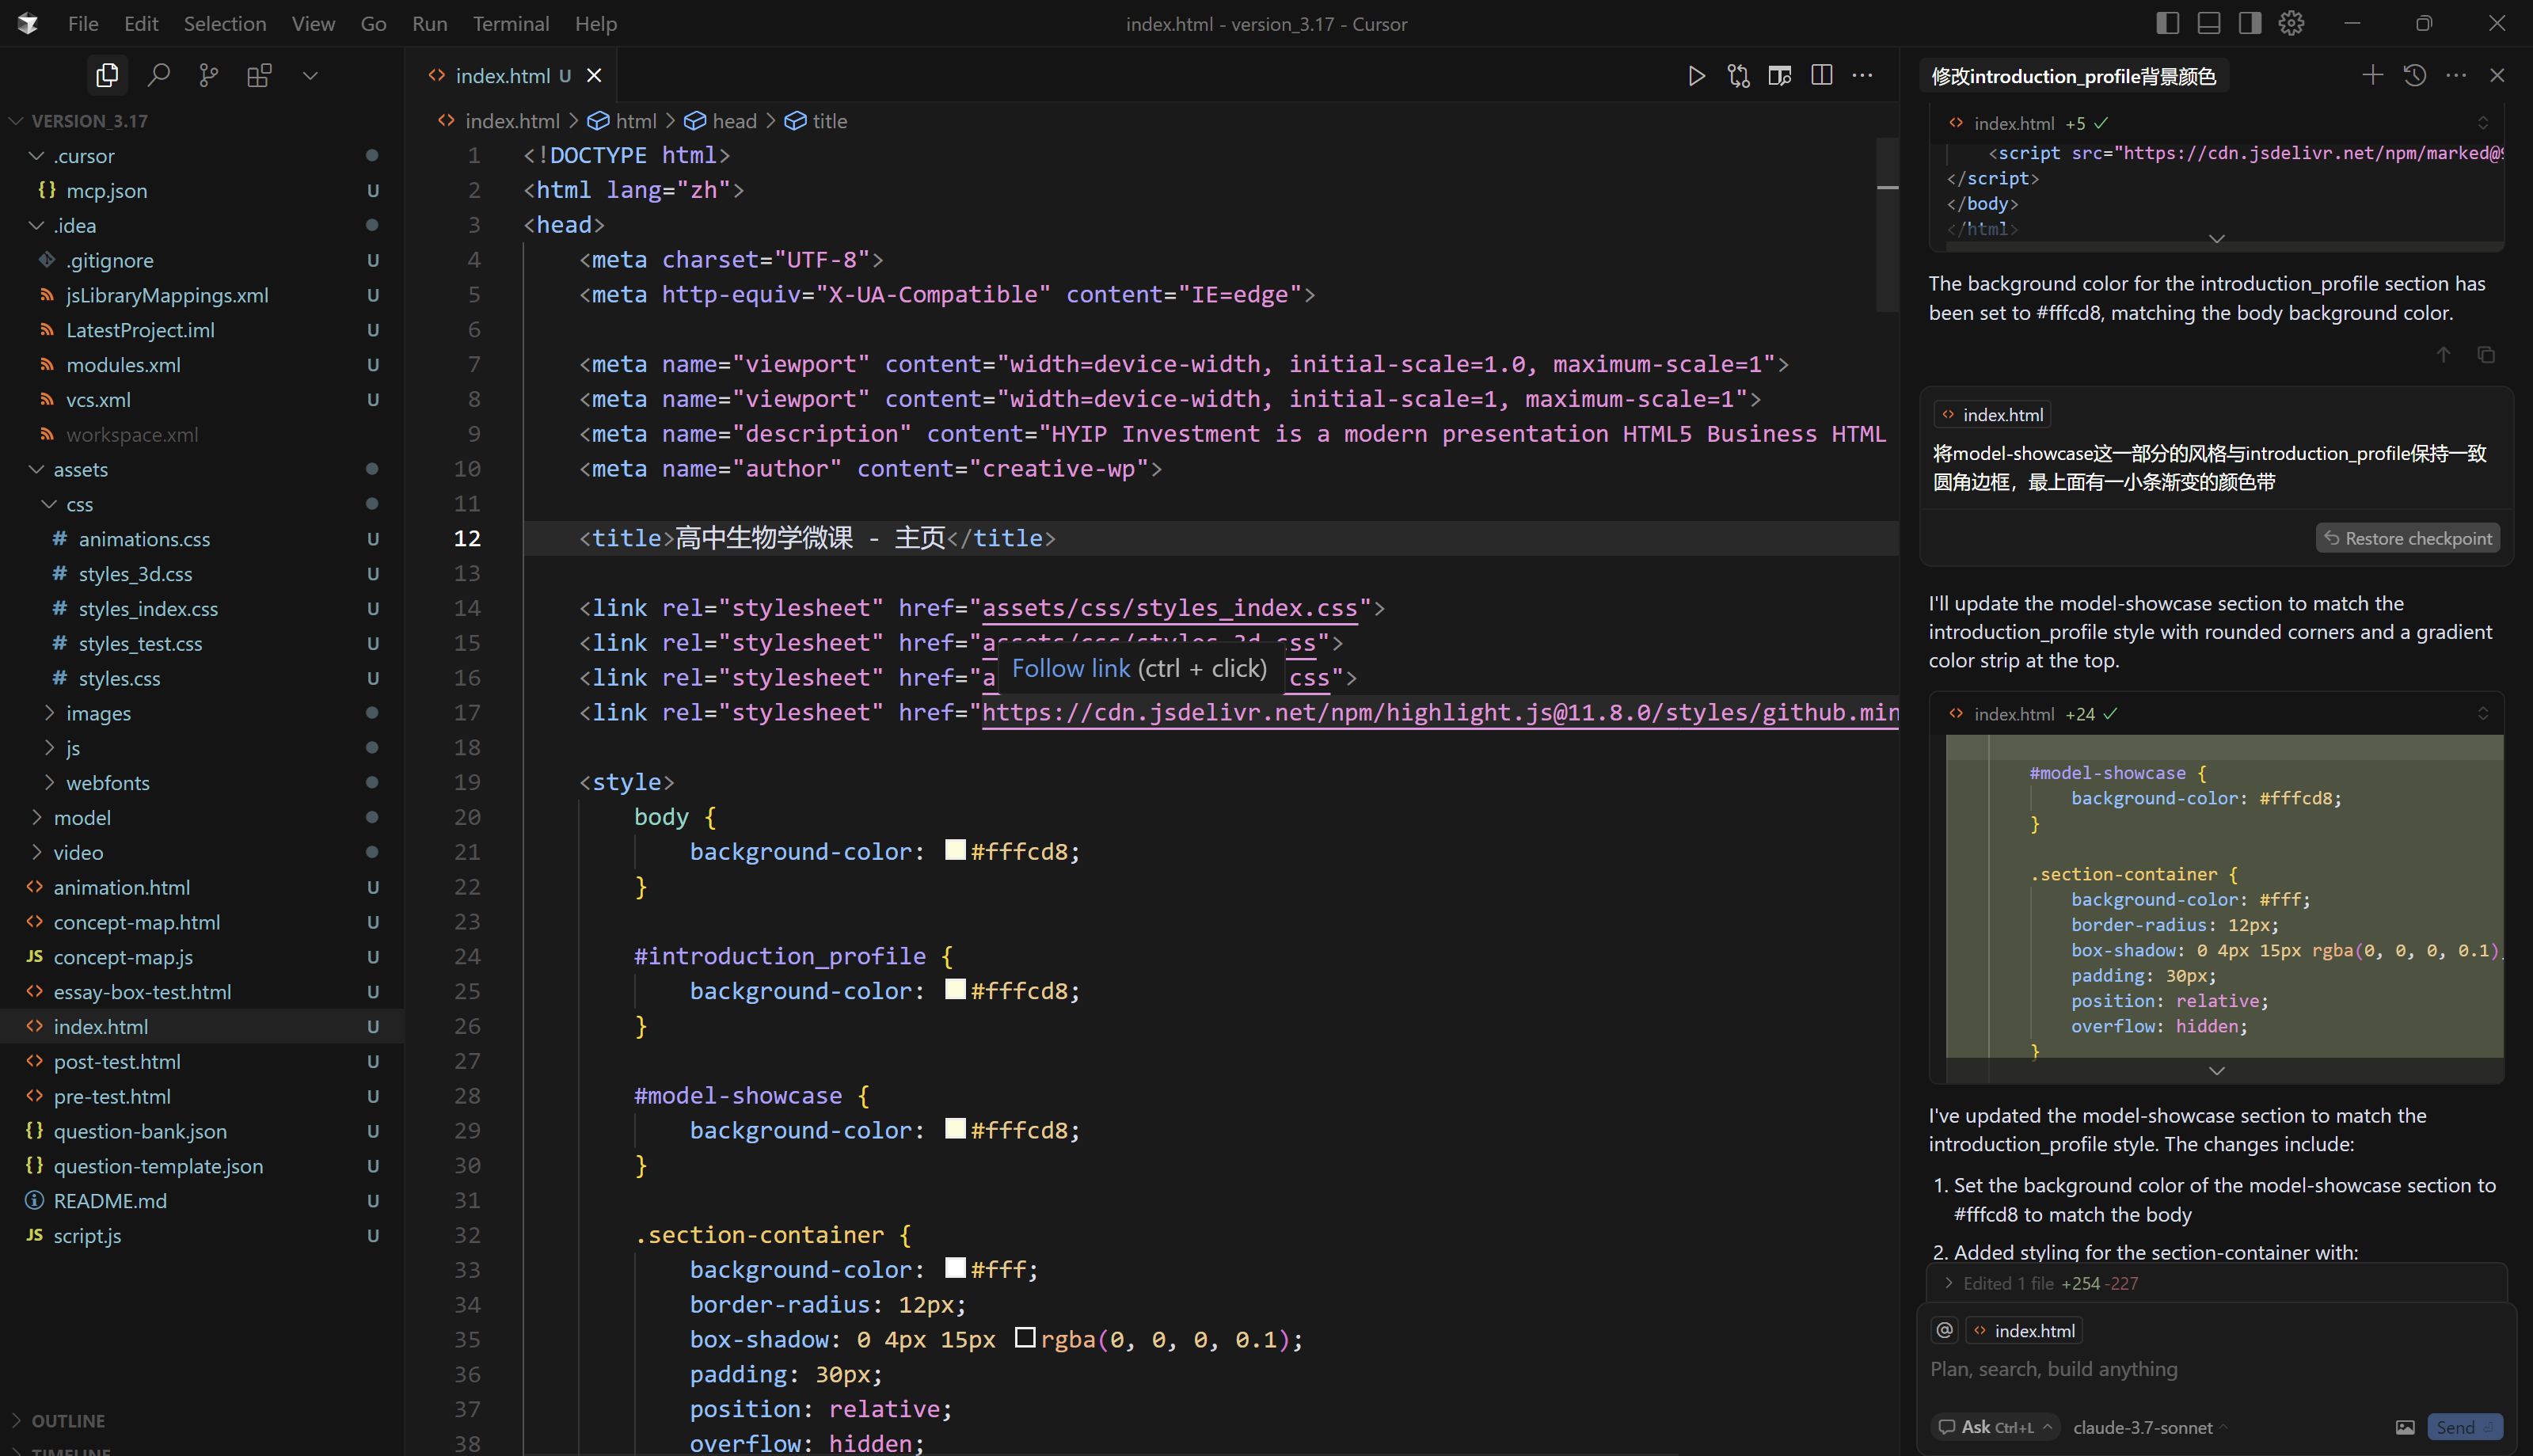 File Edit Selection View Go Run Terminal Help
index.html - version_3.17 - Cursor
VERSION_3.17
.cursor
mcp.json U
.idea
.gitignore U
jsLibraryMappings.xml U
LatestProject.iml U
modules.xml U
vcs.xml U
workspace.xml
assets
css
animations.css U
styles_3d.css U
styles_index.css U
styles_test.css U
styles.css U
images
js
webfonts
model
video
animation.html U
concept-map.html U
JS concept-map.js U
essay-box-test.html U
index.html U
post-test.html U
pre-test.html U
question-bank.json U
question-template.json U
README.md U
JS script.js U
OUTLINE
TIMELINE
index.html U
index.html > html > head > title
1 <!DOCTYPE html>
2 <html lang="zh">
3 <head>
4 <meta charset="UTF-8">
5 <meta http-equiv="X-UA-Compatible" content="IE=edge">
6
7 <meta name="viewport" content="width=device-width, initial-scale=1.0, maximum-scale=1">
8 <meta name="viewport" content="width=device-width, initial-scale=1, maximum-scale=1">
9 <meta name="description" content="HYIP Investment is a modern presentation HTML5 Business HTML
10 <meta name="author" content="creative-wp">
11
12 <title>高中生物学微课 - 主页</title>
13
14 <link rel="stylesheet" href="assets/css/styles_index.css">
15 <link rel="stylesheet" href="assets/css/styles_3d.css">
16 <link rel="stylesheet" href="a css">
Follow link (ctrl + click)
17 <link rel="stylesheet" href="https://cdn.jsdelivr.net/npm/highlight.js@11.8.0/styles/github.min
18
19 <style>
20 body {
21 background-color: #fffcd8;
22 }
23
24 #introduction_profile {
25 background-color: #fffcd8;
26 }
27
28 #model-showcase {
29 background-color: #fffcd8;
30 }
31
32 .section-container {
33 background-color: #fff;
34 border-radius: 12px;
35 box-shadow: 0 4px 15px rgba(0, 0, 0, 0.1);
36 padding: 30px;
37 position: relative;
38 overflow: hidden;
修改introduction_profile背景颜色
index.html +5
<script src="https://cdn.jsdelivr.net/npm/marked@
</script>
</body>
</html>
The background color for the introduction_profile section has
been set to #fffcd8, matching the body background color.
index.html
将model-showcase这一部分的风格与introduction_profile保持一致
圆角边框，最上面有一小条渐变的颜色带
Restore checkpoint
I'll update the model-showcase section to match the
introduction_profile style with rounded corners and a gradient
color strip at the top.
index.html +24
#model-showcase {
background-color: #fffcd8;
}
.section-container {
background-color: #fff;
border-radius: 12px;
box-shadow: 0 4px 15px rgba(0, 0, 0, 0.1)
padding: 30px;
position: relative;
overflow: hidden;
}
I've updated the model-showcase section to match the
introduction_profile style. The changes include:
1. Set the background color of the model-showcase section to
#fffcd8 to match the body
2. Added styling for the section-container with:
Edited 1 file +254 -227
@ index.html
Plan, search, build anything
Ask Ctrl+L claude-3.7-sonnet Send